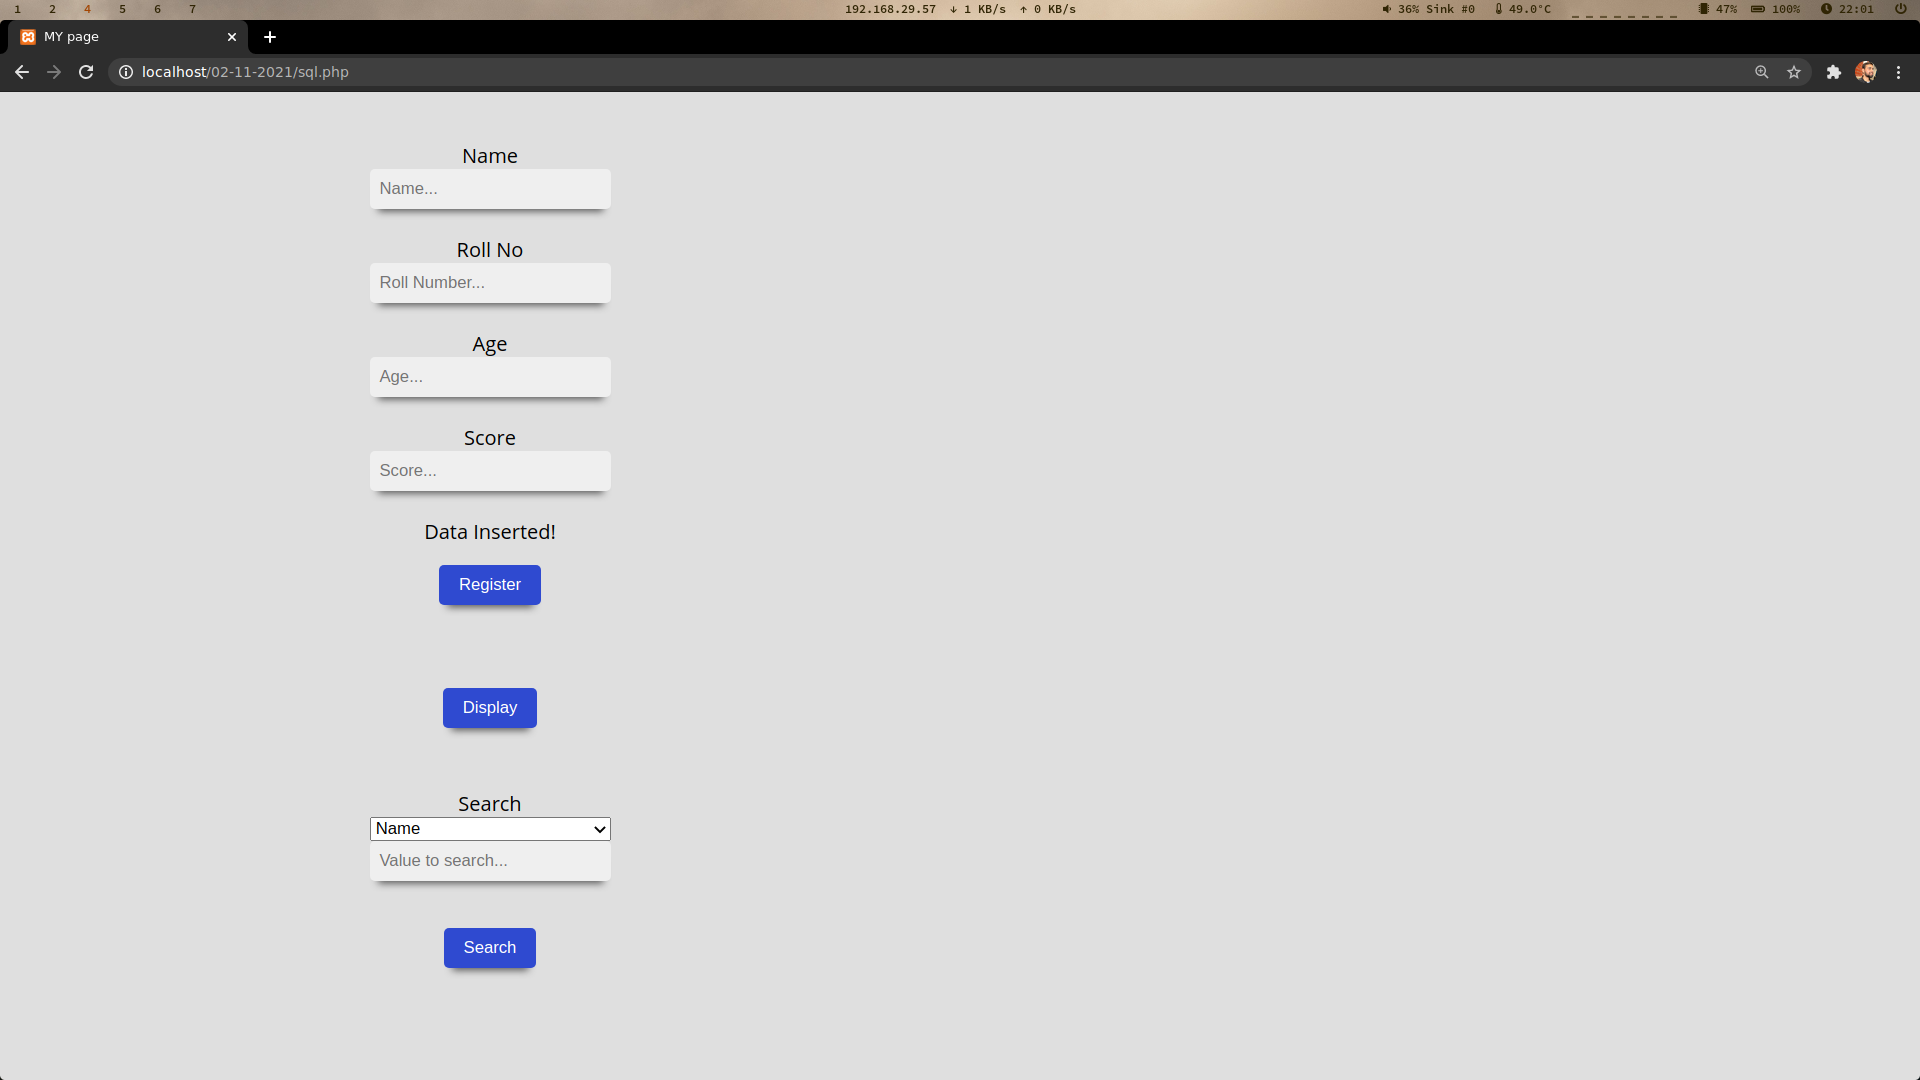 1 2 4 5 6 7 192.168.29.57 ↓ 1 KB/s ↑ 0 KB/s 36% Sink #0 49.0°C 47% 100% 22:01
MY page
localhost/02-11-2021/sql.php
Name
Name...
Roll No
Roll Number...
Age
Age...
Score
Score...
Data Inserted!
Register
Display
Search
Name
Value to search...
Search